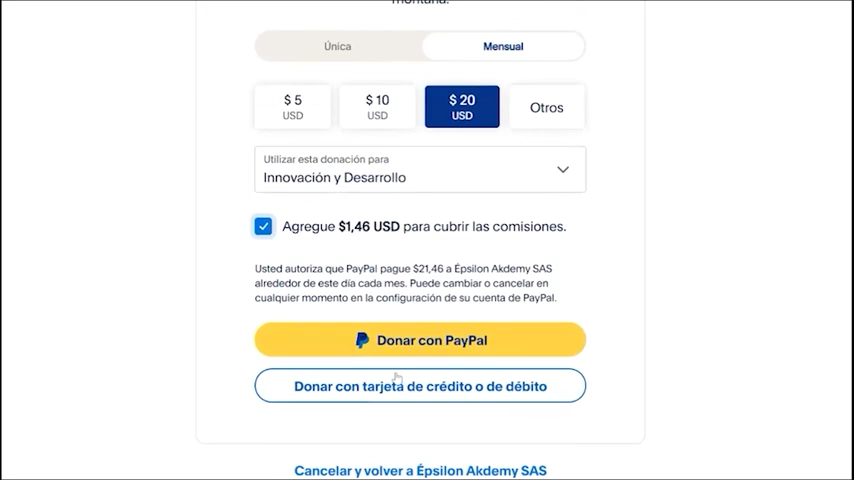 montaña.
Única
Mensual
$ 5
USD
$ 10
USD
$ 20
USD
Otros
Utilizar esta donación para
Innovación y Desarrollo
Agregue $1,46 USD para cubrir las comisiones.
Usted autoriza que PayPal pague $21,46 a Épsilon Akdemy SAS
alrededor de este día cada mes. Puede cambiar o cancelar en
cualquier momento en la configuración de su cuenta de PayPal.
Donar con PayPal
Donar con tarjeta de crédito o de débito
Cancelar y volver a Épsilon Akdemy SAS